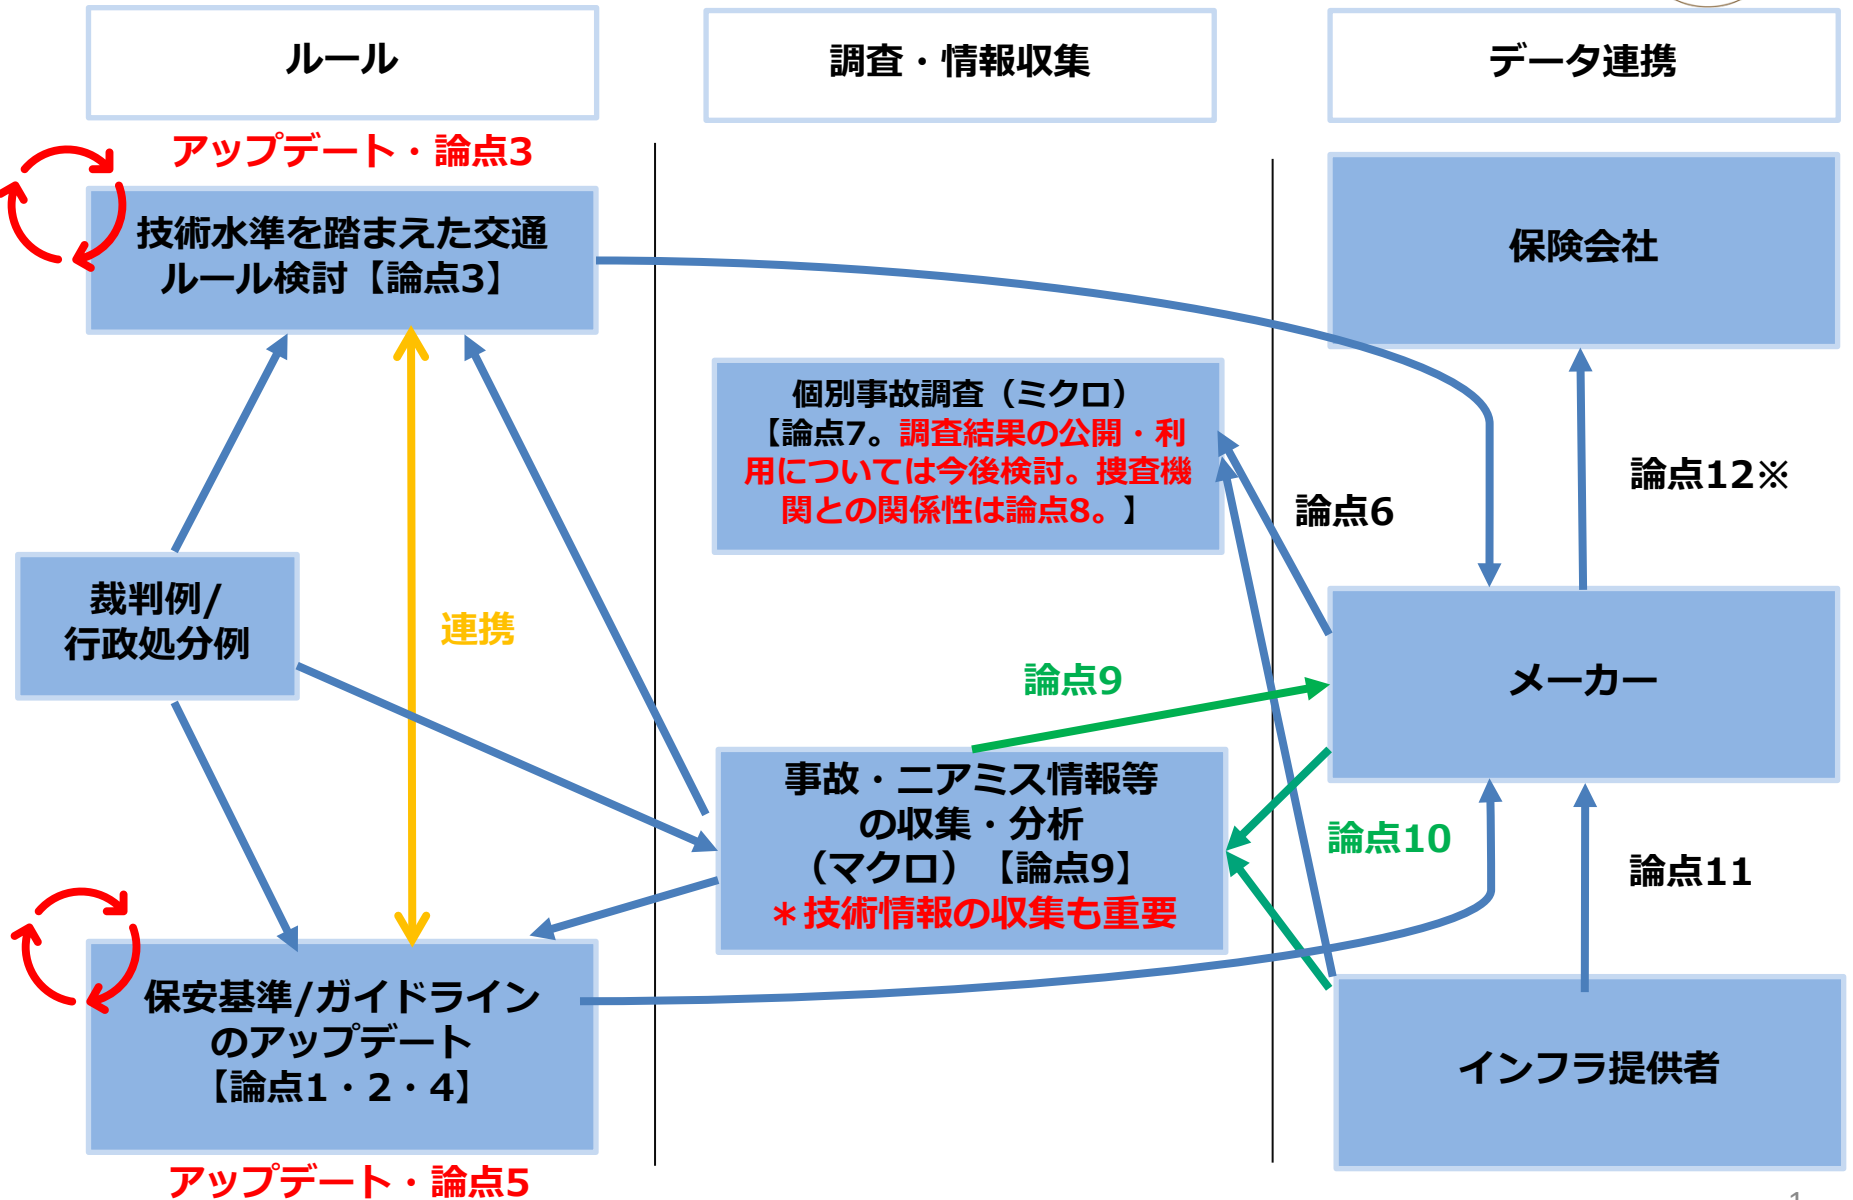 ルール
調査・情報収集
データ連携
アップデート・論点3
技術水準を踏まえた交通
ルール検討【論点3】
保険会社
個別事故調査（ミクロ）
【論点7。調査結果の公開・利
用については今後検討。捜査機
関との関係性は論点8。】
論点6
論点12※
裁判例/
行政処分例
連携
論点9
メーカー
事故・ニアミス情報等
の収集・分析
（マクロ）【論点9】
＊技術情報の収集も重要
論点10
論点11
保安基準/ガイドライン
のアップデート
【論点1・2・4】
インフラ提供者
アップデート・論点5
1